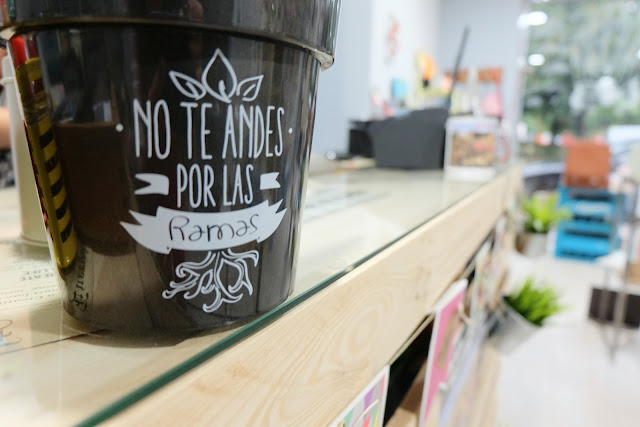 NO TE ANDES
POR LAS
Ramas